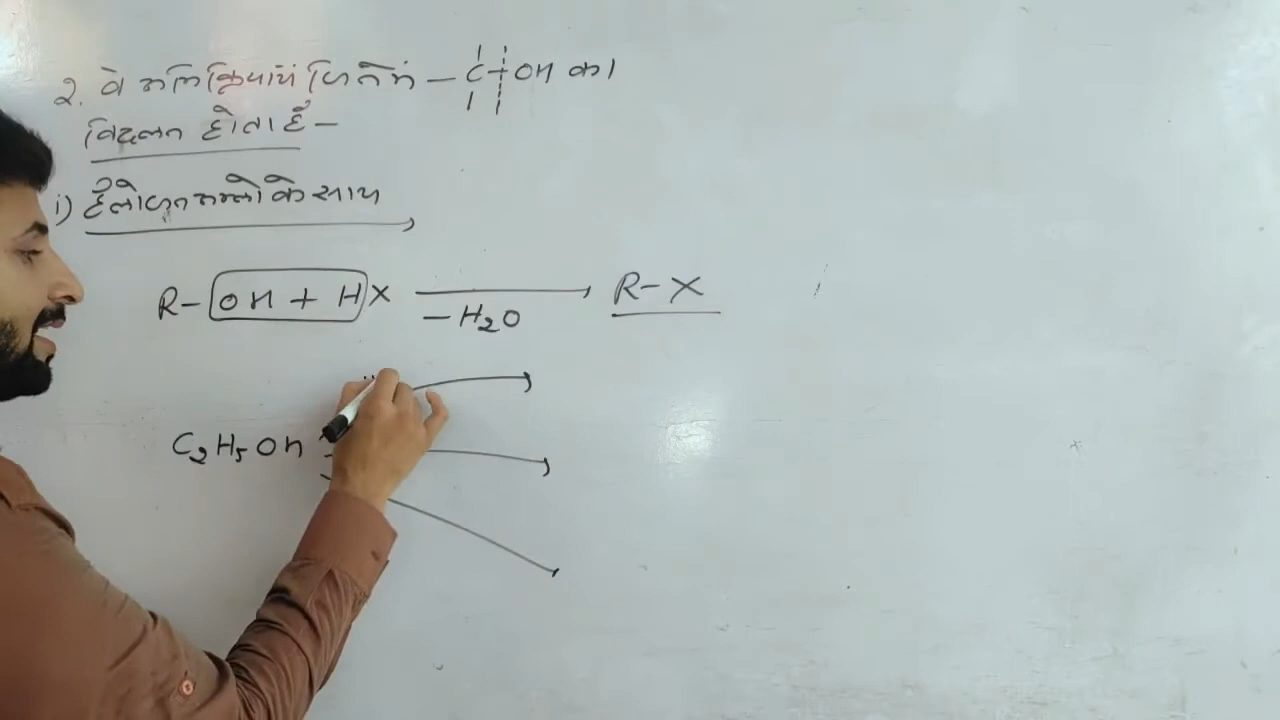 2. वे अभिक्रियायें जिनमें – C + OH का
विदलन होता है –
i) हैलोजन अम्लो के साथ
R – OH + HX → R – X
– H₂O
C₂H₅OH